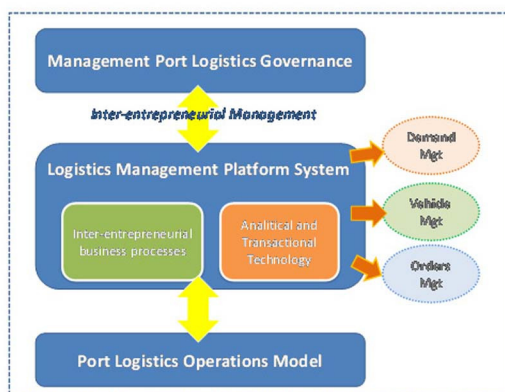 Management Port Logistics Governance
Inter-entrepreneurial Management
Logistics Management Platform System
Inter-entrepreneurial
business processes
Analitical and
Transactional
Technology
Demand
Mgt
Vehicle
Mgt
Orders
Mgt
Port Logistics Operations Model